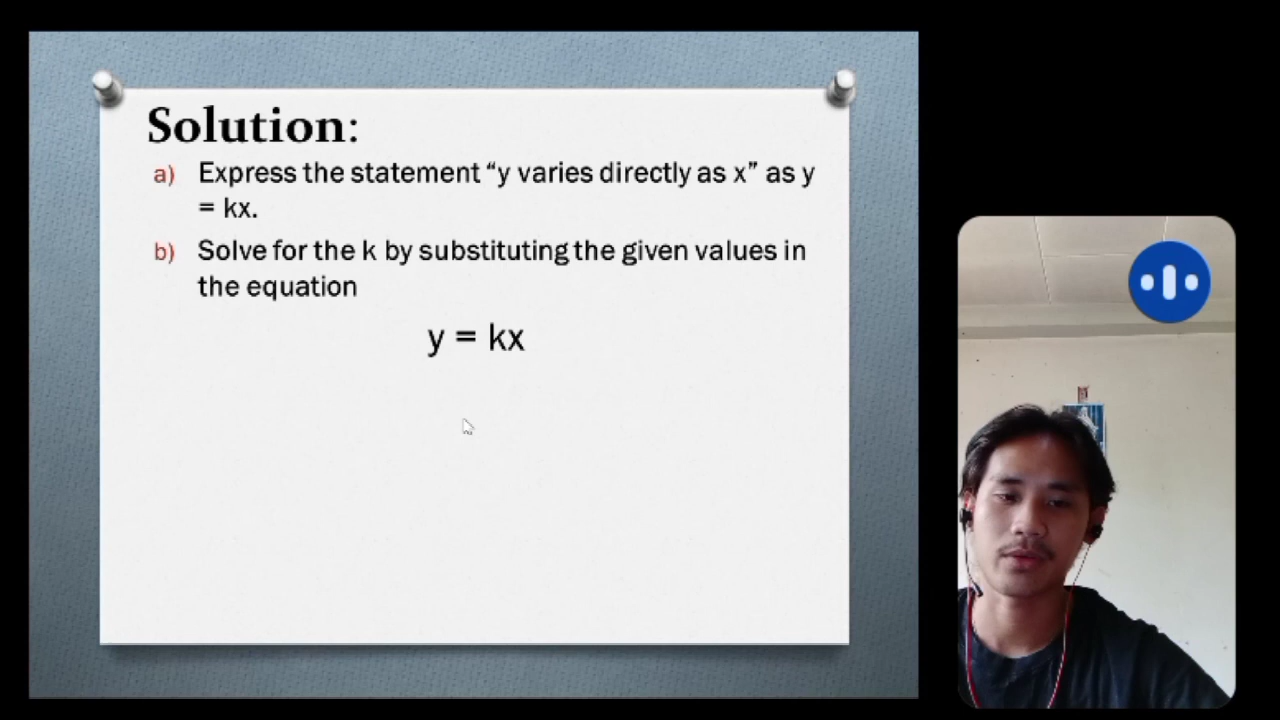 Solution:
a) Express the statement “y varies directly as x” as y
= kx.
b) Solve for the k by substituting the given values in
the equation
y = kx